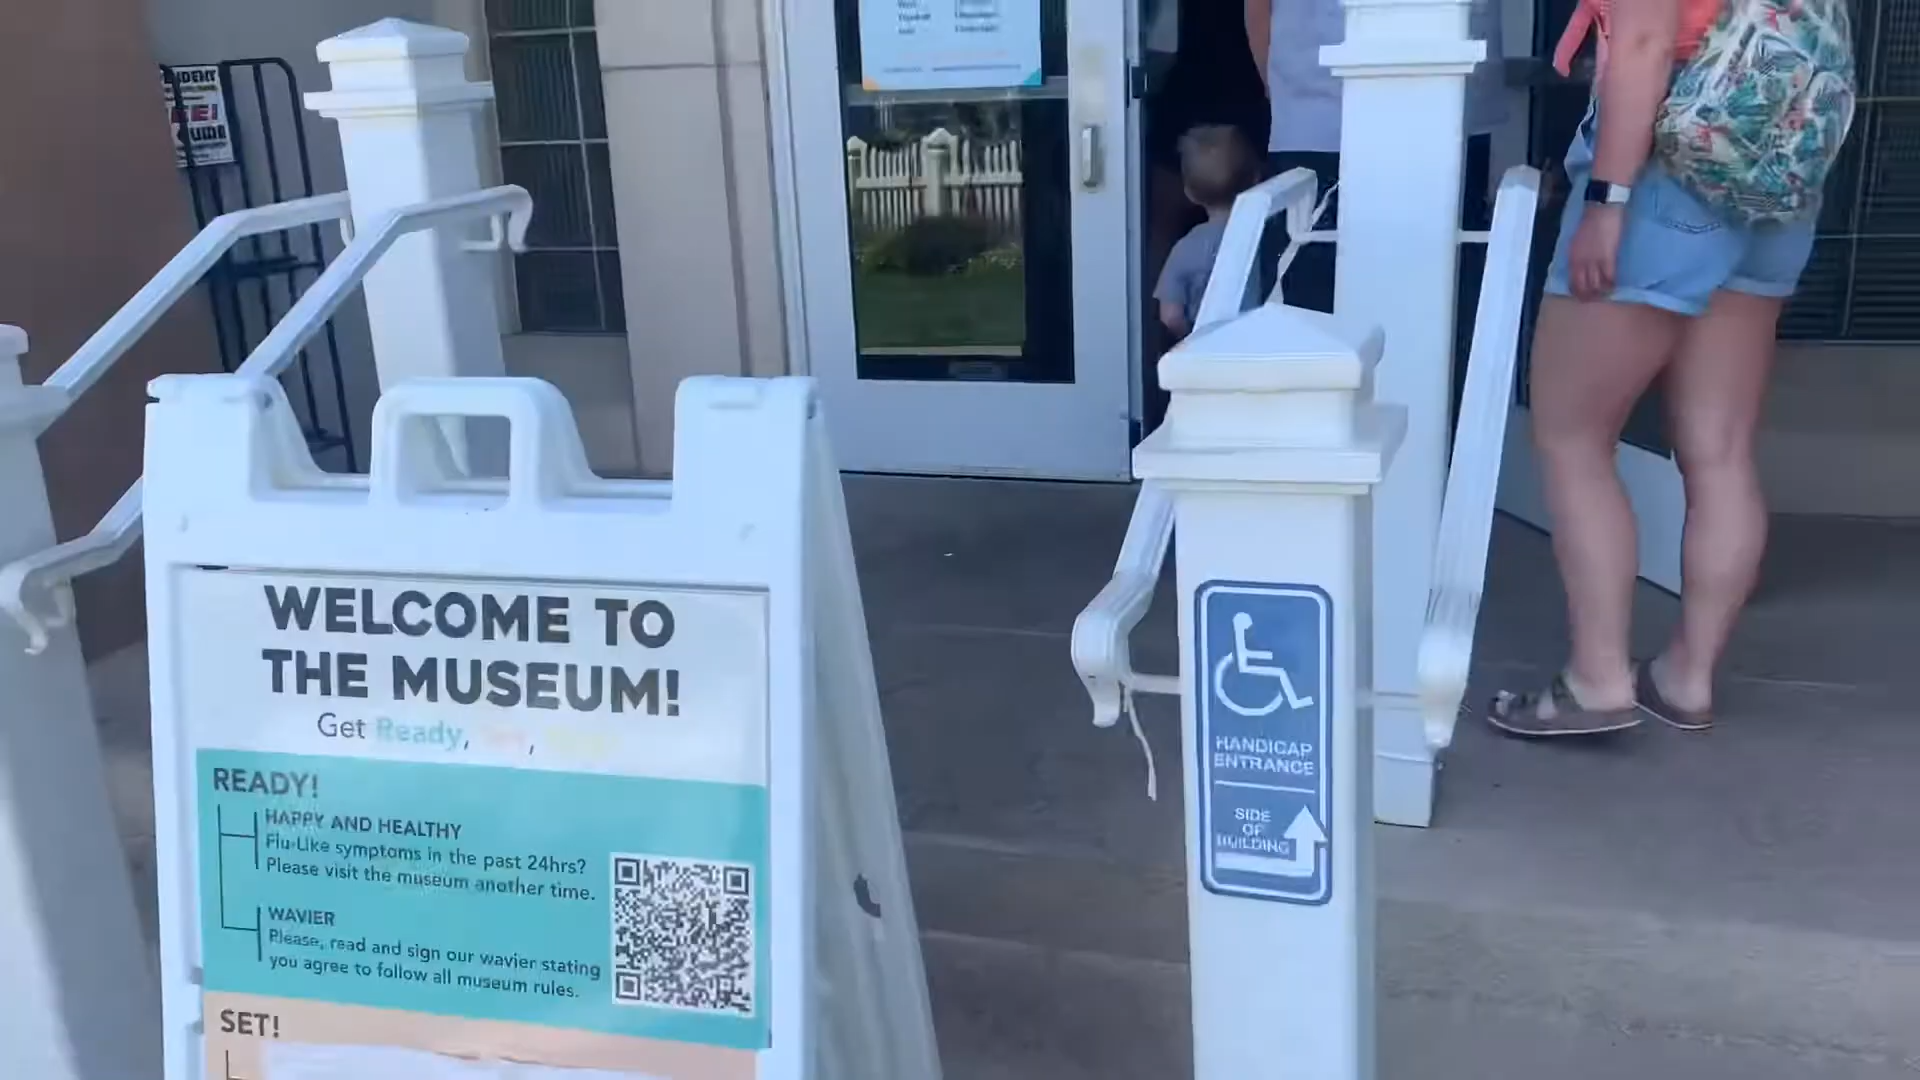 WELCOME TO
THE MUSEUM!
Get Ready,
READY!
HAPPY AND HEALTHY
Flu-Like symptoms in the past 24hrs?
Please visit the museum another time.
WAVIER
Please, read and sign our wavier stating
you agree to follow all museum rules.
SET!
HANDICAP
ENTRANCE
SIDE
OF
BUILDING